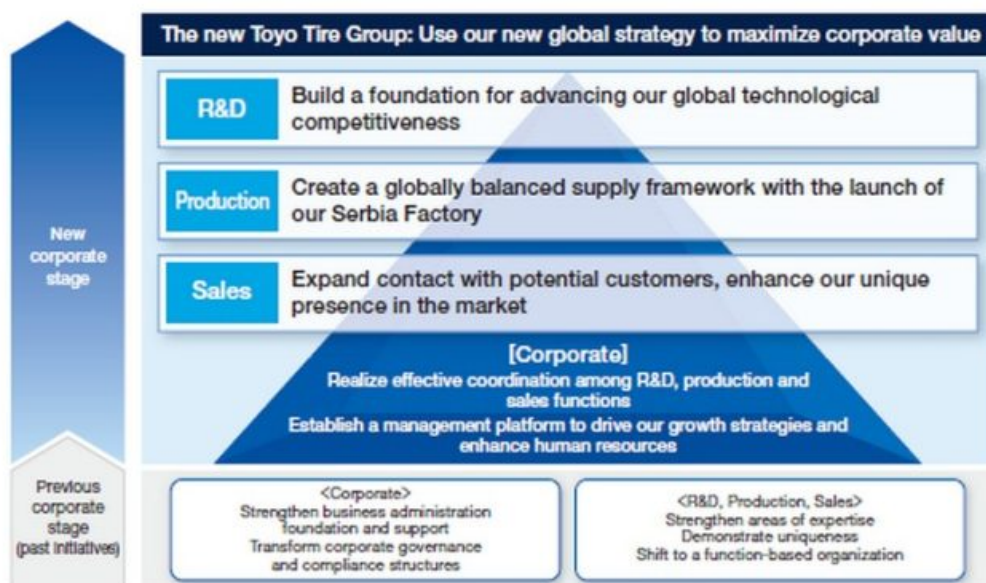 The new Toyo Tire Group: Use our new global strategy to maximize corporate value
R&D
Build a foundation for advancing our global technological
competitiveness
Production
Create a globally balanced supply framework with the launch of
our Serbia Factory
New
corporate
stage
Sales
Expand contact with potential customers, enhance our unique
presence in the market
[Corporate]
Realize effective coordination among R&D, production and
sales functions
Establish a management platform to drive our growth strategies and
enhance human resources
Previous
corporate
stage
(past initiatives)
<Corporate>
Strengthen business administration
foundation and support
Transform corporate governance
and compliance structures
<R&D, Production, Sales>
Strengthen areas of expertise
Demonstrate uniqueness
Shift to a function-based organization